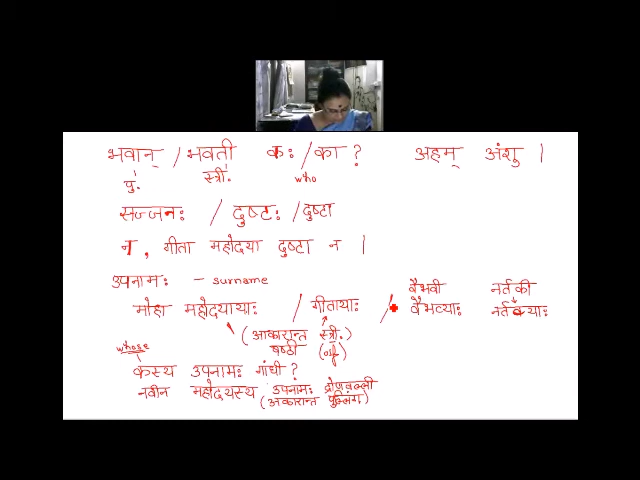 भवान् / भवती कः / का ? अहम् अंशु ।
पुं. स्त्री. who
सज्जनः / दुष्टः / दुष्टा
न , गीता महोदया दुष्टा न ।
उपनामः - surname वैभवी नर्तकी
मोहा महोदयायाः / गीतायाः / वैभव्याः नर्तक्याः
(आकारान्त स्त्री.)
whose षष्ठी (of)
कस्य उपनामः गांधी ?
नवीन महोदयस्य उपनामः द्रोणवल्ली
(अकारान्त पुल्लिंग)